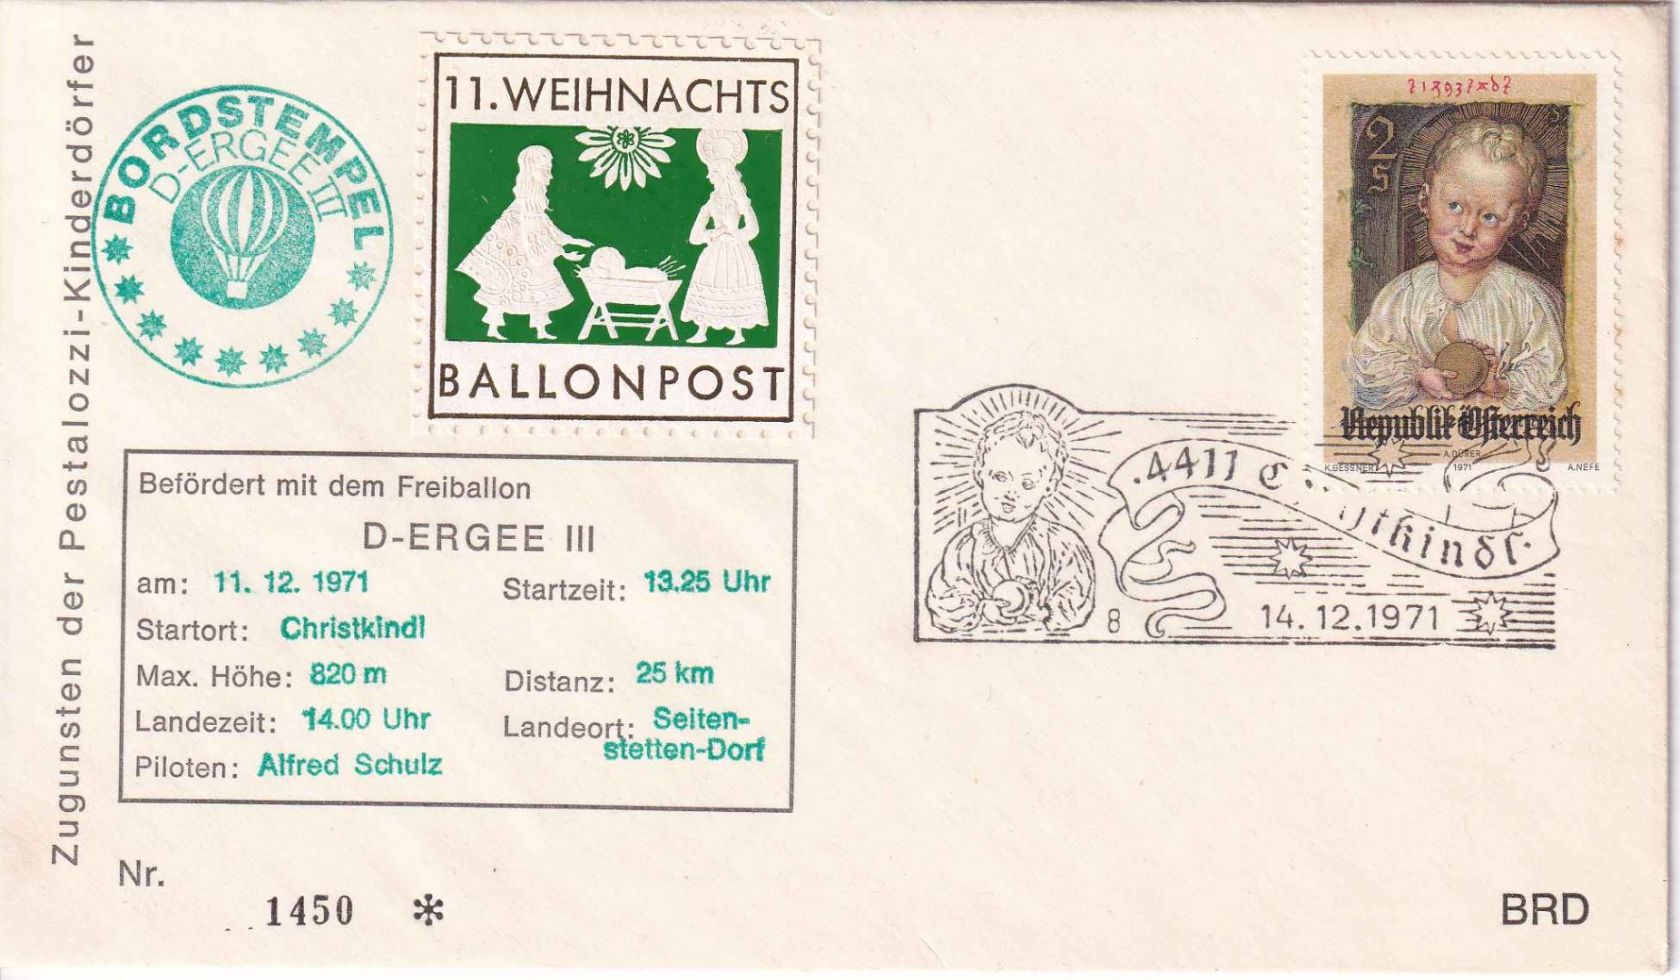 Zugunsten der Pestalozzi-Kinderdörfer
BORDSTEMPEL
D-ERGEE III
11. WEIHNACHTS
BALLONPOST
2
S
Republik Österreich
K.GESSNER
A.DÜRER
1971
A.NEFE
4411
8
14.12.1971
Befördert mit dem Freiballon
D-ERGEE III
am: 11. 12. 1971 Startzeit: 13.25 Uhr
Startort: Christkindl
Max. Höhe: 820 m Distanz: 25 km
Landezeit: 14.00 Uhr Landeort: Seiten-
stetten-Dorf
Piloten: Alfred Schulz
Nr.
1450 *
BRD